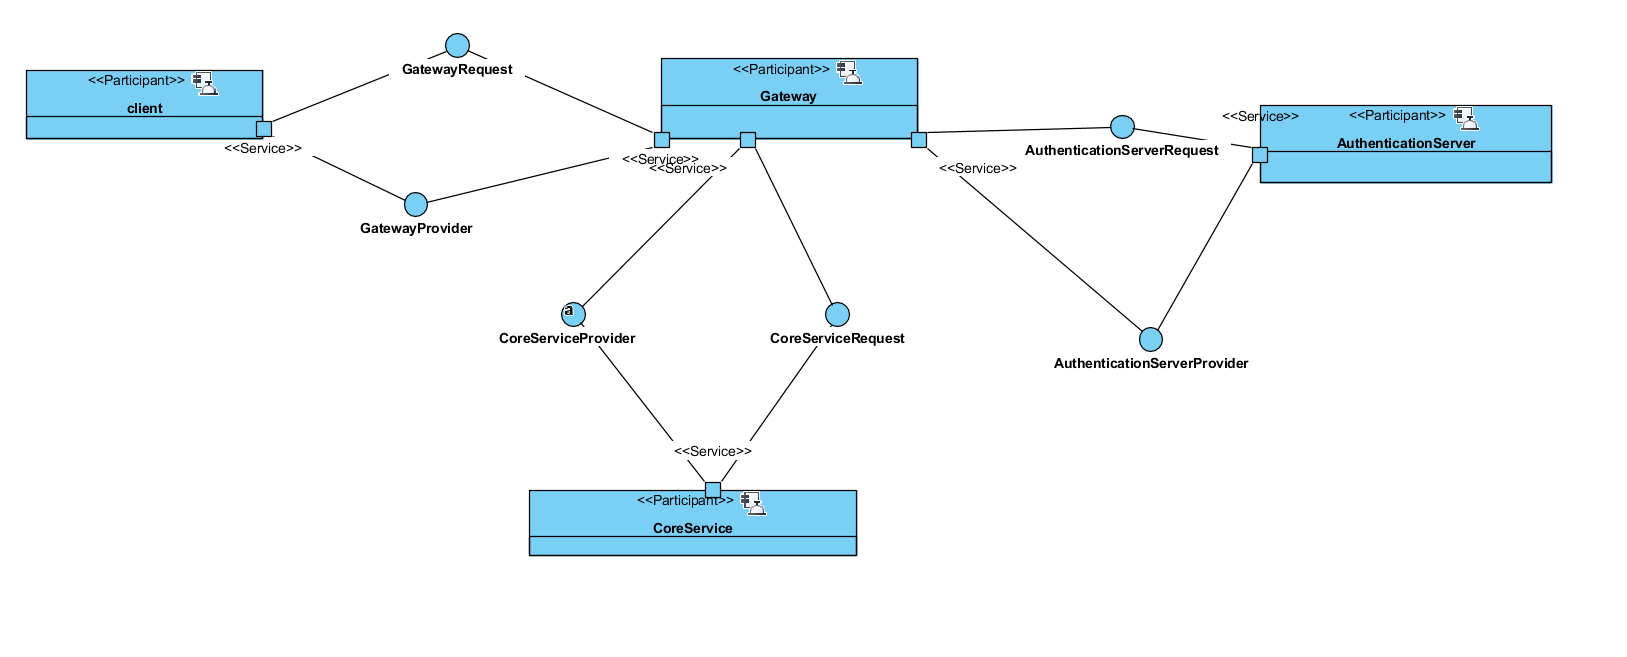 GatewayRequest
<<Participant>>
client
<<Service>>
GatewayProvider
<<Participant>>
Gateway
<<Service>>
<<Service>>
<<Service>>
AuthenticationServerRequest
<<Service>>
<<Participant>>
AuthenticationServer
a
CoreServiceProvider
CoreServiceRequest
AuthenticationServerProvider
<<Service>>
<<Participant>>
CoreService